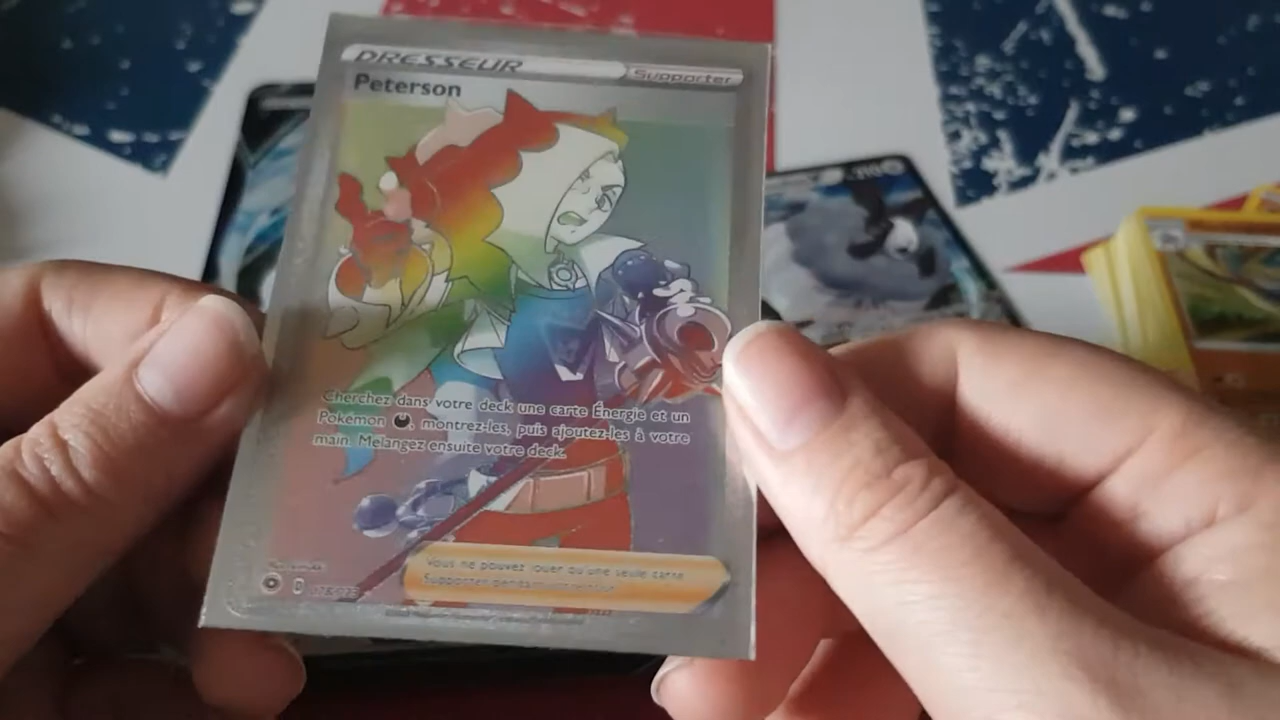 DRESSEUR
Supporter
Peterson
Cherchez dans votre deck une carte Énergie et un
Pokémon , montrez-les, puis ajoutez-les à votre
main. Mélangez ensuite votre deck.
Vous ne pouvez jouer qu'une seule carte
Supporter pendant votre tour.
D